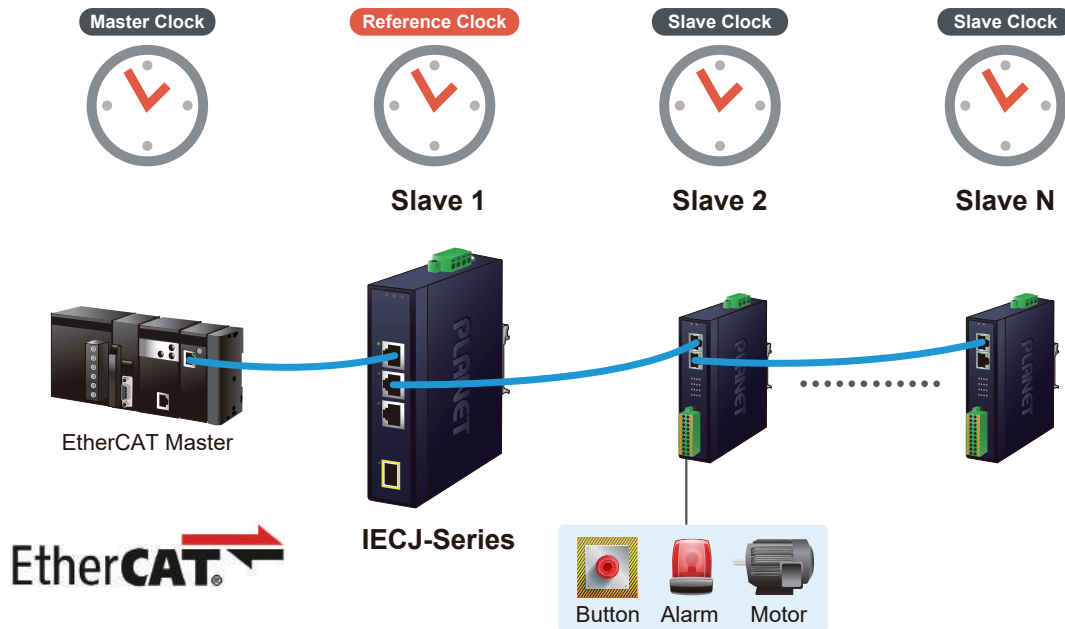 Master Clock
Reference Clock
Slave Clock
Slave Clock
Slave 1
Slave 2
Slave N
PLANET
PLANET
PLANET
EtherCAT Master
IECJ-Series
EtherCAT®
Button
Alarm
Motor